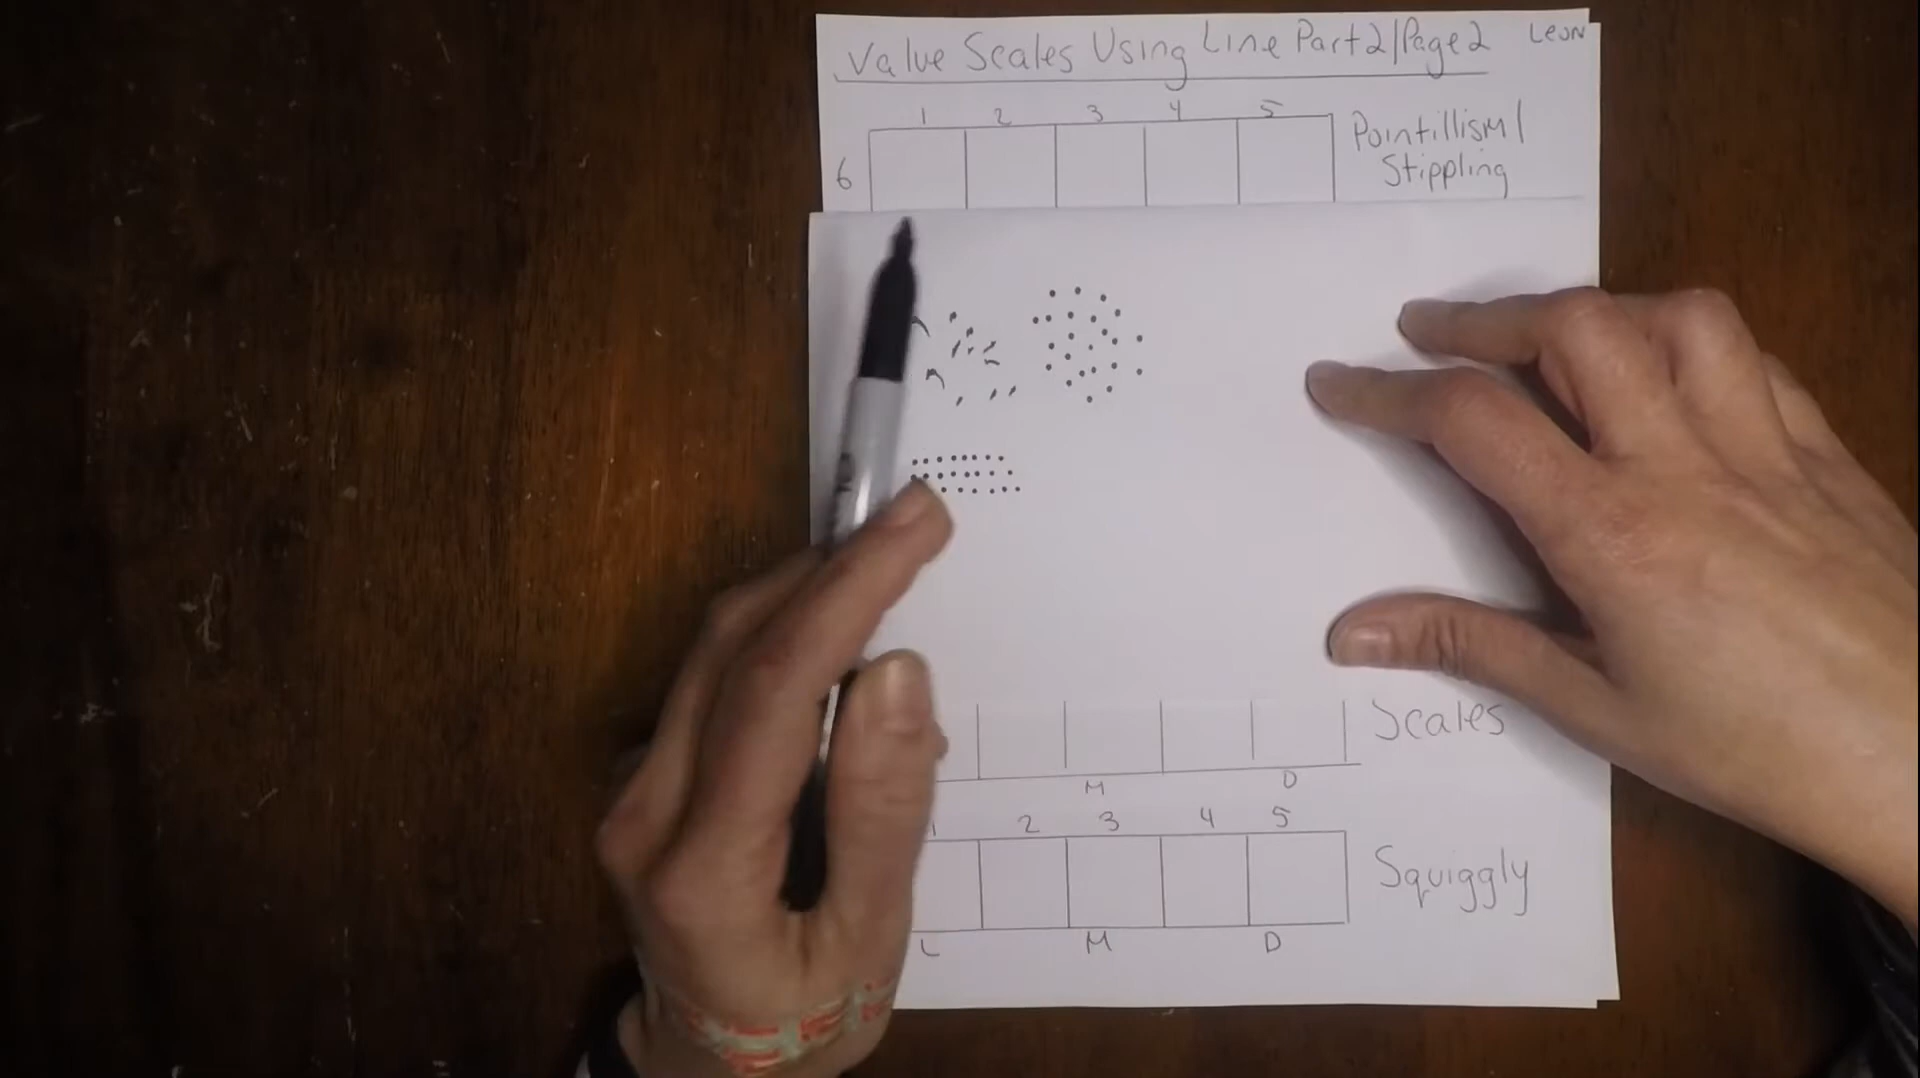 Value Scales Using Line Part 2/Page 2 LEON
1 2 3 4 5
6
Pointillism/
Stippling
Scales
M D
1 2 3 4 5
Squiggly
L M D